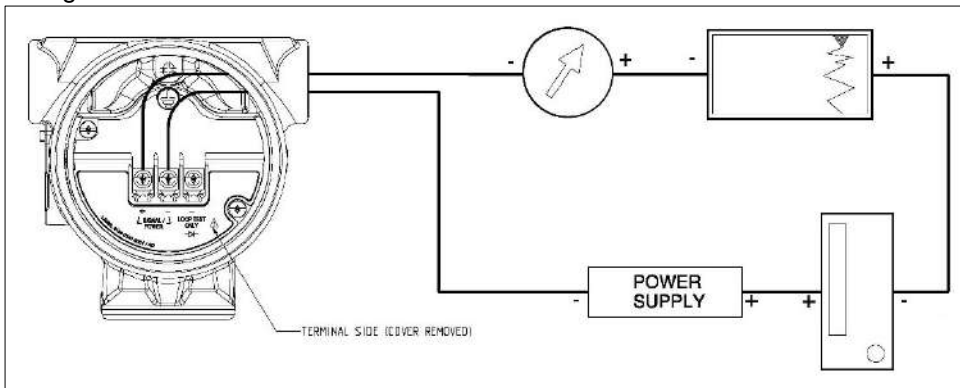 - + - +
+ -
SIGNAL /
POWER
LOOP TEST
ONLY
POWER
SUPPLY
- + + -
TERMINAL SIDE (COVER REMOVED)